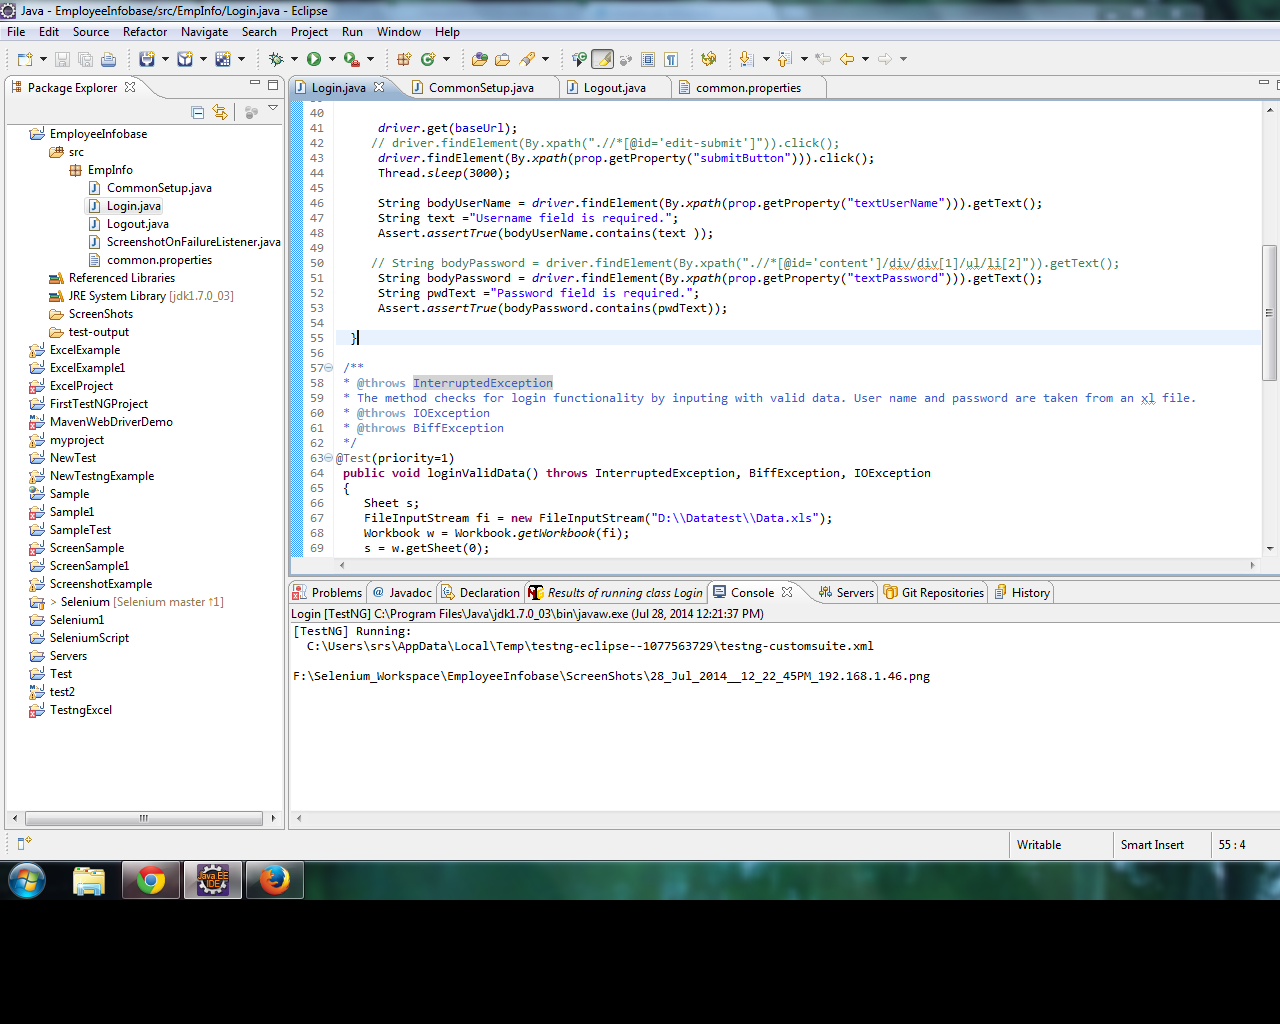 Java - EmployeeInfobase/src/EmpInfo/Login.java - Eclipse
File Edit Source Refactor Navigate Search Project Run Window Help
Package Explorer
EmployeeInfobase
src
EmpInfo
CommonSetup.java
Login.java
Logout.java
ScreenshotOnFailureListener.java
common.properties
Referenced Libraries
JRE System Library [jdk1.7.0_03]
ScreenShots
test-output
ExcelExample
ExcelExample1
ExcelProject
FirstTestNGProject
MavenWebDriverDemo
myproject
NewTest
NewTestngExample
Sample
Sample1
SampleTest
ScreenSample
ScreenSample1
ScreenshotExample
> Selenium [Selenium master ↑1]
Selenium1
SeleniumScript
Servers
Test
test2
TestngExcel
Login.java CommonSetup.java Logout.java common.properties
40
41 driver.get(baseUrl);
42 // driver.findElement(By.xpath(".//*[@id='edit-submit']")).click();
43 driver.findElement(By.xpath(prop.getProperty("submitButton"))).click();
44 Thread.sleep(3000);
45
46 String bodyUserName = driver.findElement(By.xpath(prop.getProperty("textUserName"))).getText();
47 String text ="Username field is required.";
48 Assert.assertTrue(bodyUserName.contains(text ));
49
50 // String bodyPassword = driver.findElement(By.xpath(".//*[@id='content']/div/div[1]/ul/li[2]")).getText();
51 String bodyPassword = driver.findElement(By.xpath(prop.getProperty("textPassword"))).getText();
52 String pwdText ="Password field is required.";
53 Assert.assertTrue(bodyPassword.contains(pwdText));
54
55 }
56
57 /**
58 * @throws InterruptedException
59 * The method checks for login functionality by inputing with valid data. User name and password are taken from an xl file.
60 * @throws IOException
61 * @throws BiffException
62 */
63 @Test(priority=1)
64 public void loginValidData() throws InterruptedException, BiffException, IOException
65 {
66 Sheet s;
67 FileInputStream fi = new FileInputStream("D:\\Datatest\\Data.xls");
68 Workbook w = Workbook.getWorkbook(fi);
69 s = w.getSheet(0);
Problems @ Javadoc Declaration Results of running class Login Console Servers Git Repositories History
Login [TestNG] C:\Program Files\Java\jdk1.7.0_03\bin\javaw.exe (Jul 28, 2014 12:21:37 PM)
[TestNG] Running:
C:\Users\srs\AppData\Local\Temp\testng-eclipse--1077563729\testng-customsuite.xml
F:\Selenium_Workspace\EmployeeInfobase\ScreenShots\28_Jul_2014__12_22_45PM_192.168.1.46.png
Writable Smart Insert 55 : 4
Java EE
IDE